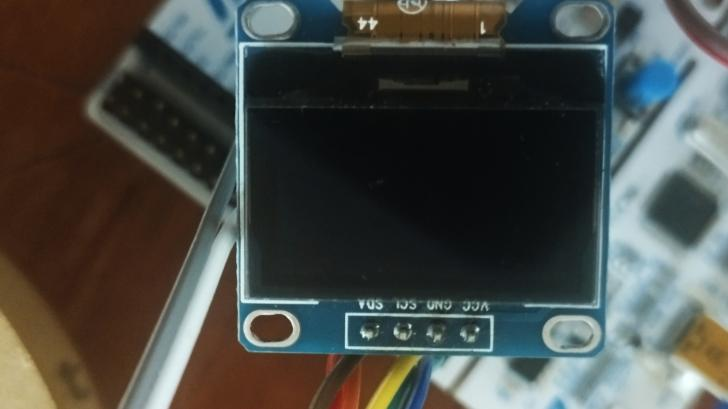 44 1
SDA SCL GND VCC